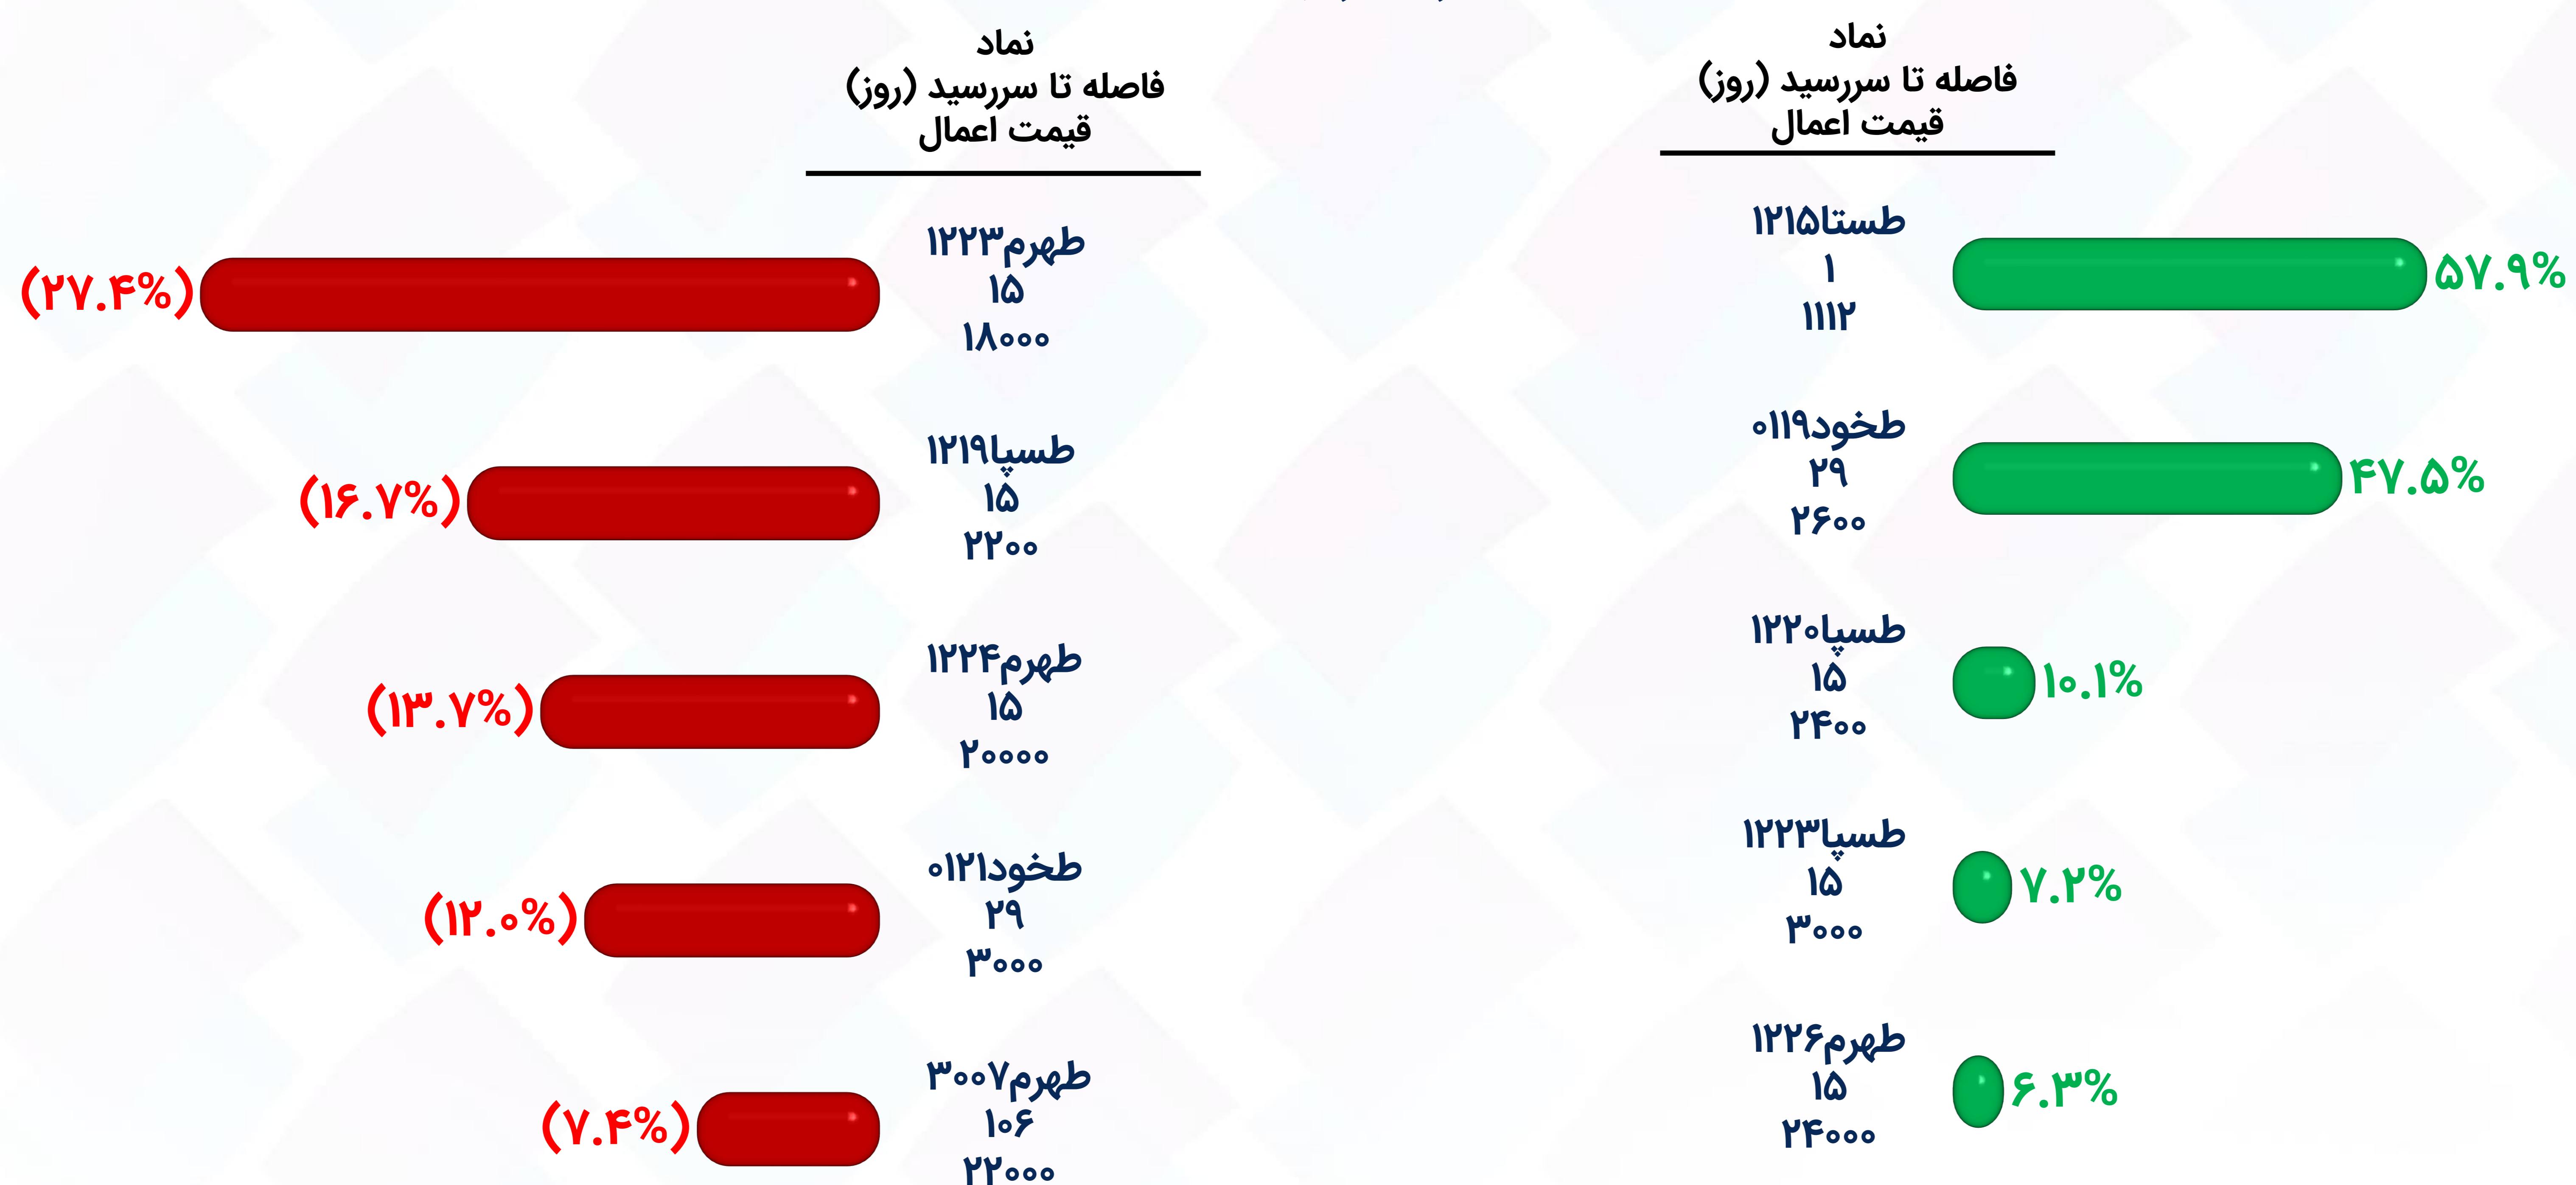 نماد
فاصله تا سررسید (روز)
قیمت اعمال
طستا۱۲۱۵
۱
۱۱۱۲
۵۷.۹%
طخود۰۱۱۹
۲۹
۲۶۰۰
۴۷.۵%
طسپا۱۲۲۰
۱۵
۲۴۰۰
۱۰.۱%
طسپا۱۲۲۳
۱۵
۳۰۰۰
۷.۲%
طهرم۱۲۲۶
۱۵
۲۴۰۰۰
۶.۳%
نماد
فاصله تا سررسید (روز)
قیمت اعمال
طهرم۱۲۲۳
۱۵
۱۸۰۰۰
(۲۷.۴%)
طسپا۱۲۱۹
۱۵
۲۲۰۰
(۱۶.۷%)
طهرم۱۲۲۴
۱۵
۲۰۰۰۰
(۱۳.۷%)
طخود۰۱۲۱
۲۹
۳۰۰۰
(۱۲.۰%)
طهرم۳۰۰۷
۱۰۶
۲۲۰۰۰
(۷.۴%)